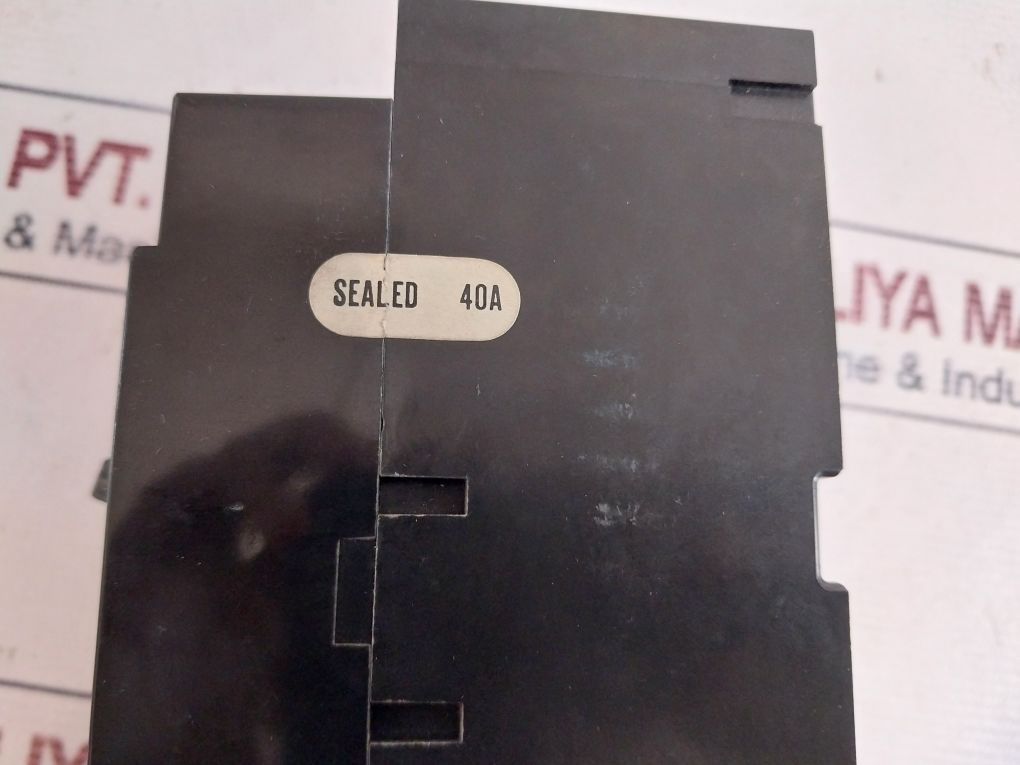 PVT.
& Ma
SEALED 40A
LIYA MA
ne & Indu